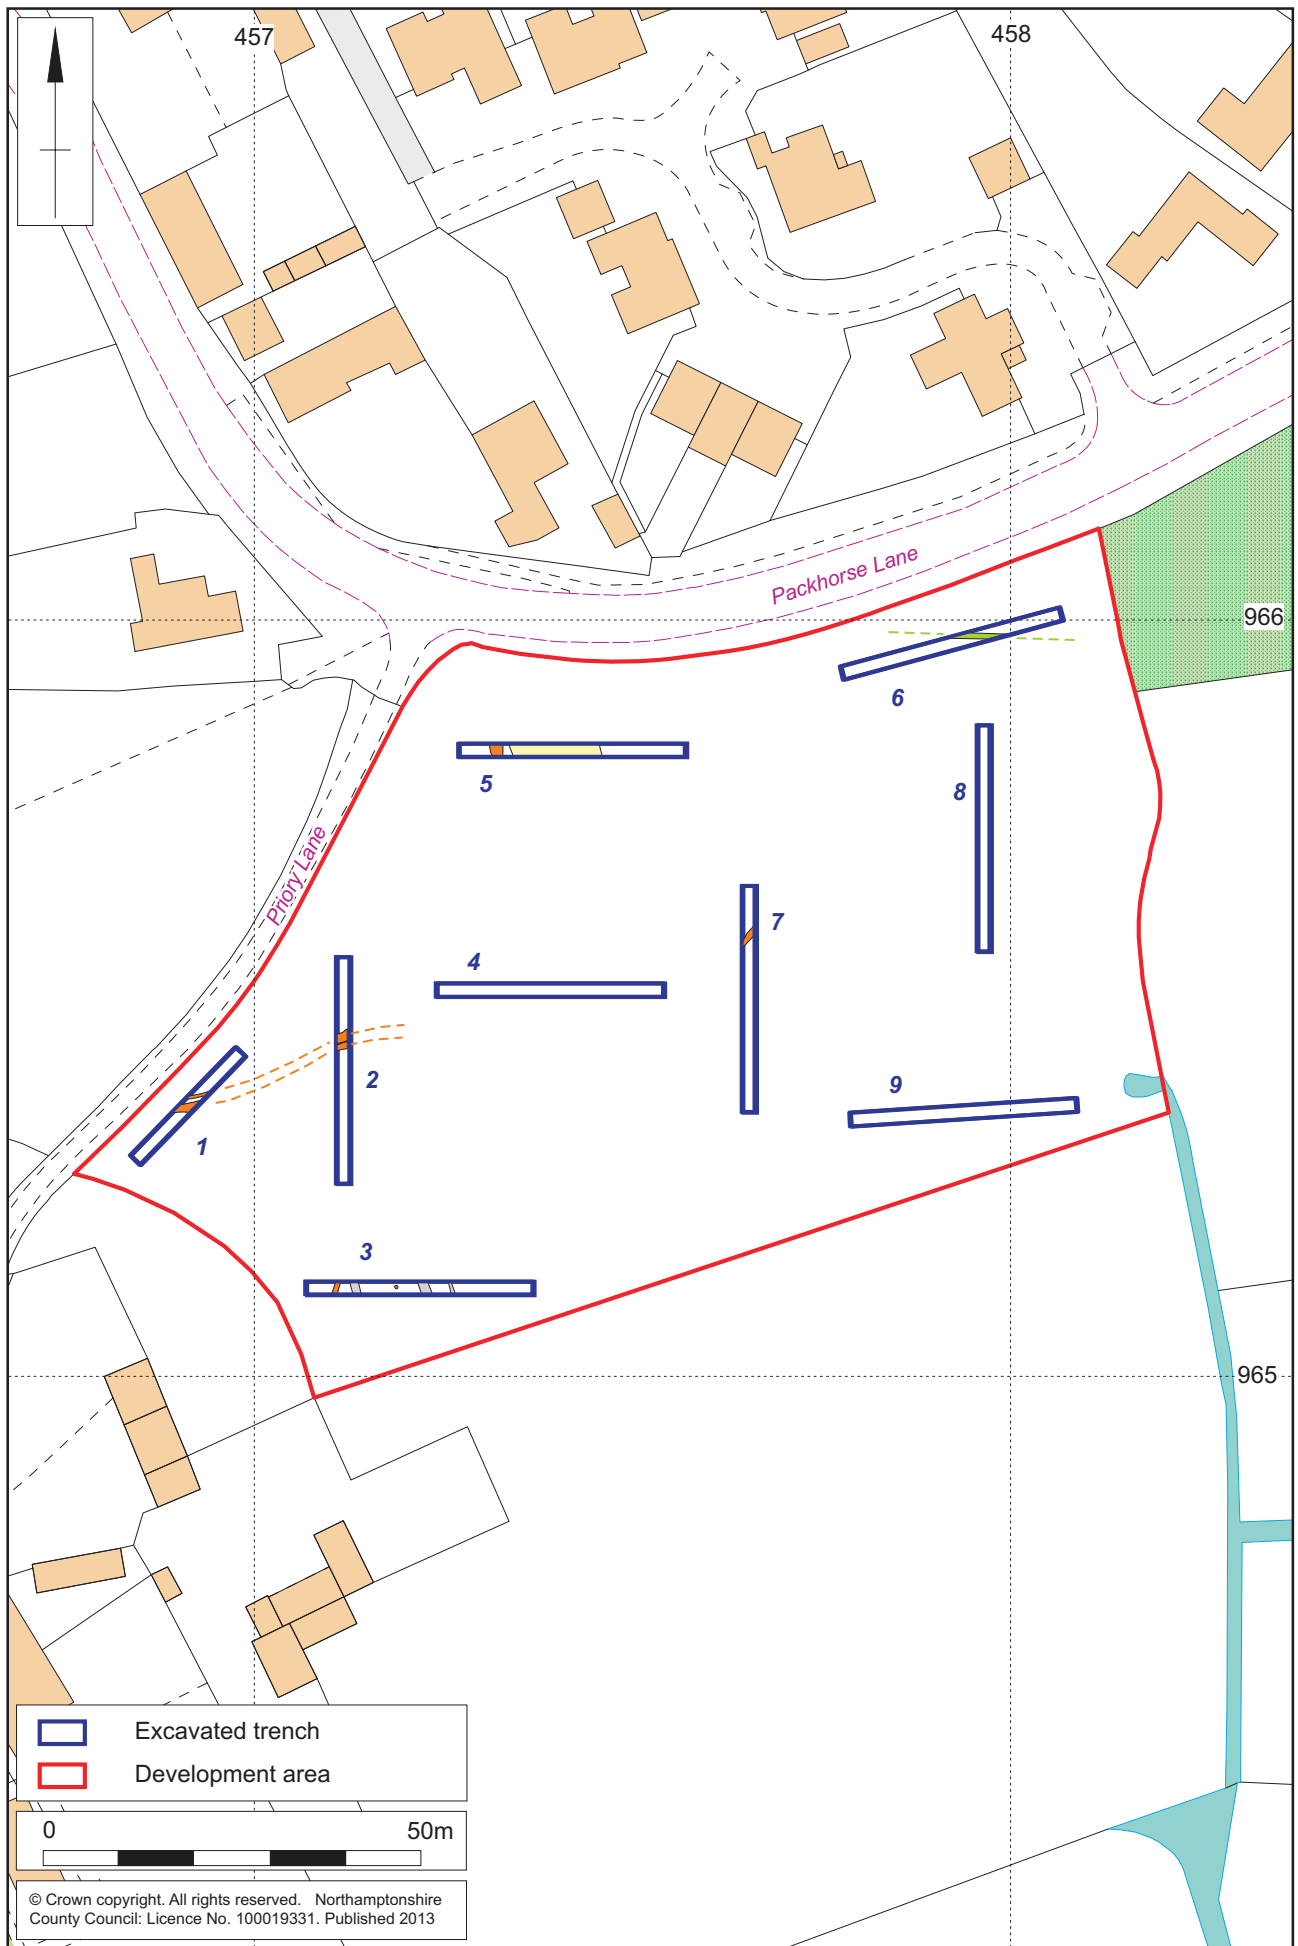 457
458
Packhorse Lane
966
6
5
8
Priory Lane
7
4
2
9
1
3
965
Excavated trench
Development area
0 50m
© Crown copyright. All rights reserved. Northamptonshire
County Council: Licence No. 100019331. Published 2013